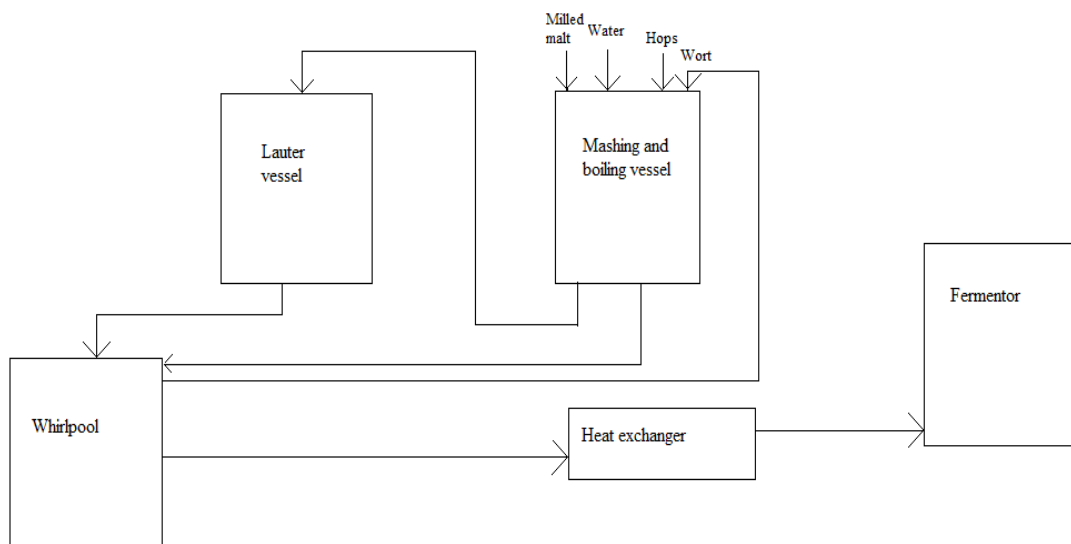 Milled
malt
Water
Hops
Wort
Lauter
vessel
Mashing and
boiling vessel
Fermentor
Whirlpool
Heat exchanger